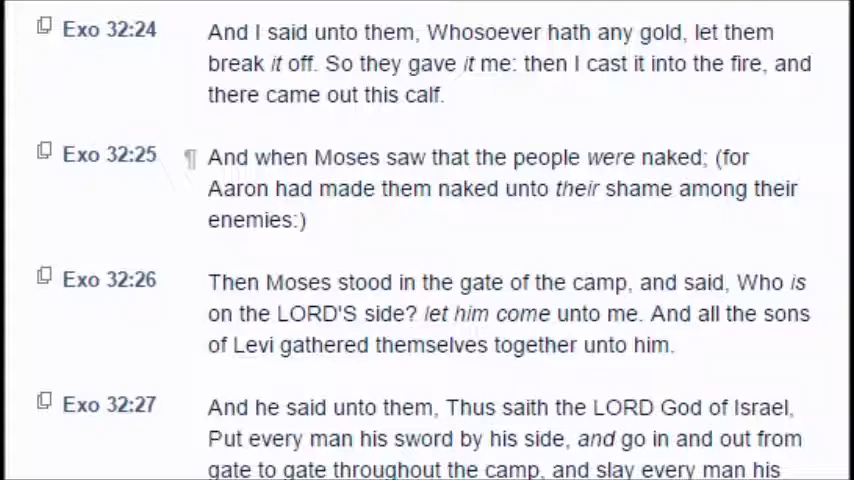 Exo 32:24 And I said unto them, Whosoever hath any gold, let them
break it off. So they gave it me: then I cast it into the fire, and
there came out this calf.
Exo 32:25 ¶ And when Moses saw that the people were naked; (for
Aaron had made them naked unto their shame among their
enemies:)
Exo 32:26 Then Moses stood in the gate of the camp, and said, Who is
on the LORD'S side? let him come unto me. And all the sons
of Levi gathered themselves together unto him.
Exo 32:27 And he said unto them, Thus saith the LORD God of Israel,
Put every man his sword by his side, and go in and out from
gate to gate throughout the camp, and slay every man his